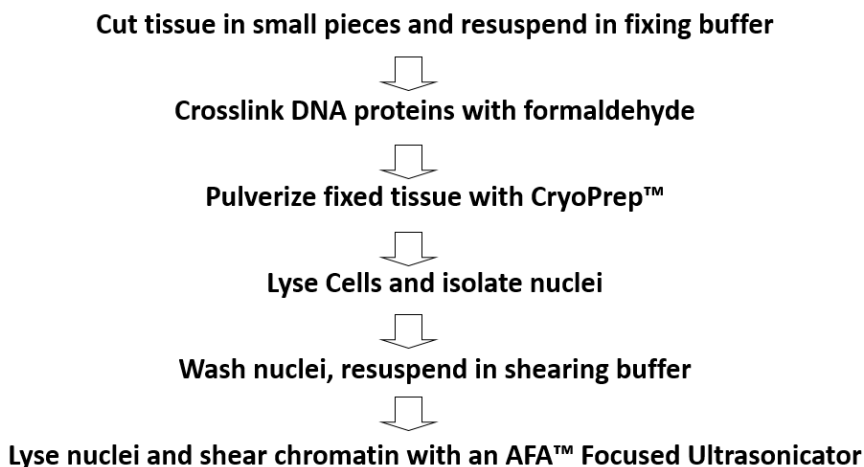 Cut tissue in small pieces and resuspend in fixing buffer
Crosslink DNA proteins with formaldehyde
Pulverize fixed tissue with CryoPrep™
Lyse Cells and isolate nuclei
Wash nuclei, resuspend in shearing buffer
Lyse nuclei and shear chromatin with an AFA™ Focused Ultrasonicator